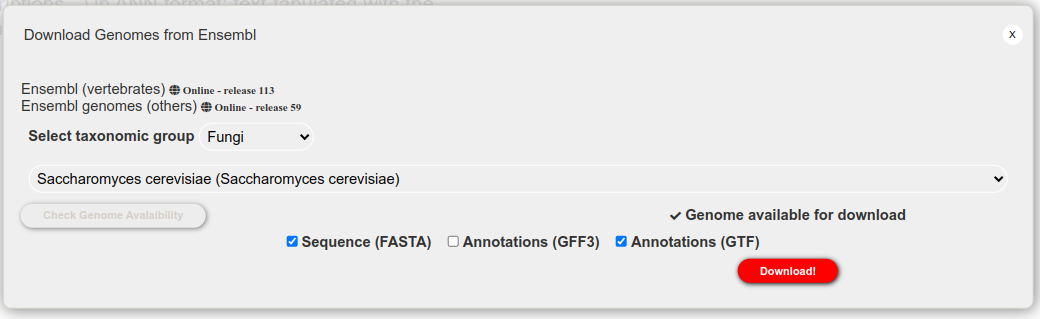 Download Genomes from Ensembl
x
Ensembl (vertebrates) Online - release 113
Ensembl genomes (others) Online - release 59
Select taxonomic group Fungi
Saccharomyces cerevisiae (Saccharomyces cerevisiae)
Check Genome Avalaibility Genome available for download
Sequence (FASTA) Annotations (GFF3) Annotations (GTF)
Download!